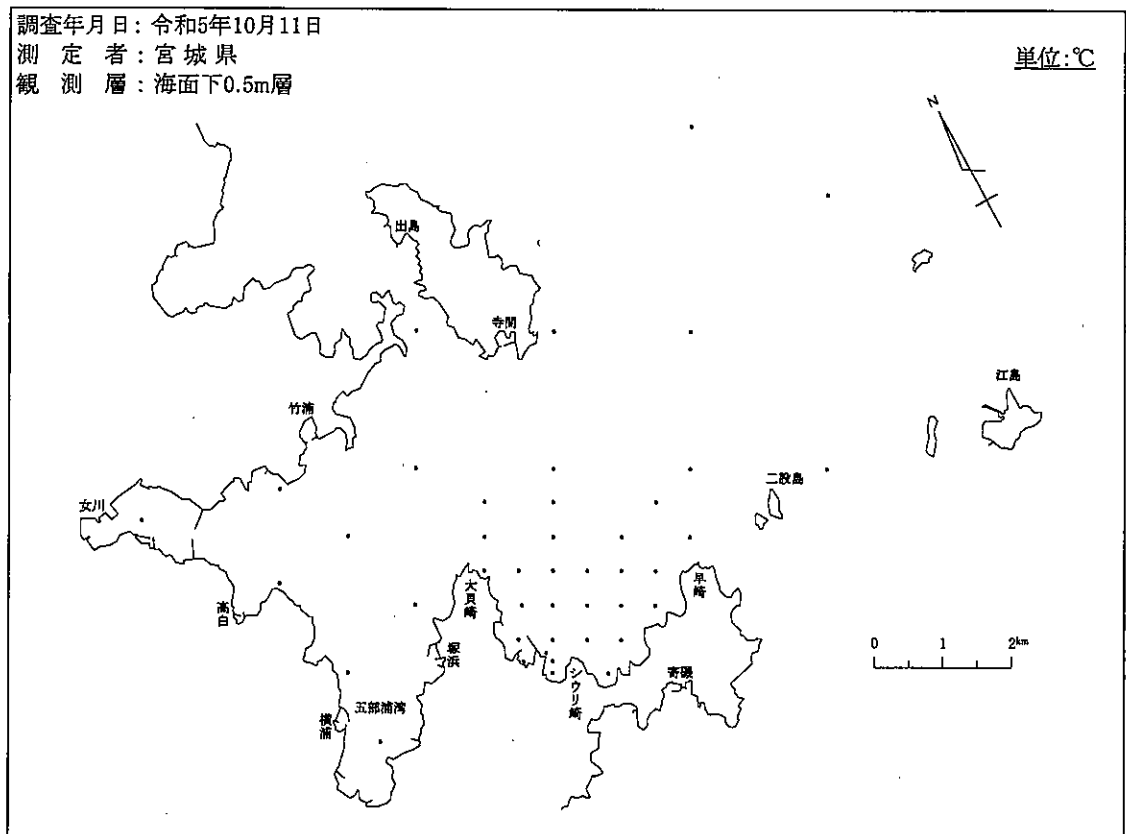 調査年月日：令和5年10月11日
測定者：宮城県
観測層：海面下0.5m層
単位：℃
N
出島
寺間
江島
竹浦
二股島
女川
大貝崎
早崎
高白
塚浜
0 1 2km
寄磯
シウリ崎
五部浦湾
横浦